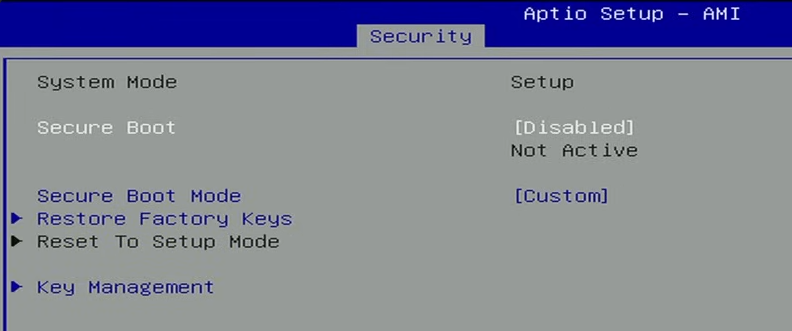 Aptio Setup - AMI
Security
System Mode Setup
Secure Boot [Disabled]
Not Active
Secure Boot Mode [Custom]
Restore Factory Keys
Reset To Setup Mode
Key Management